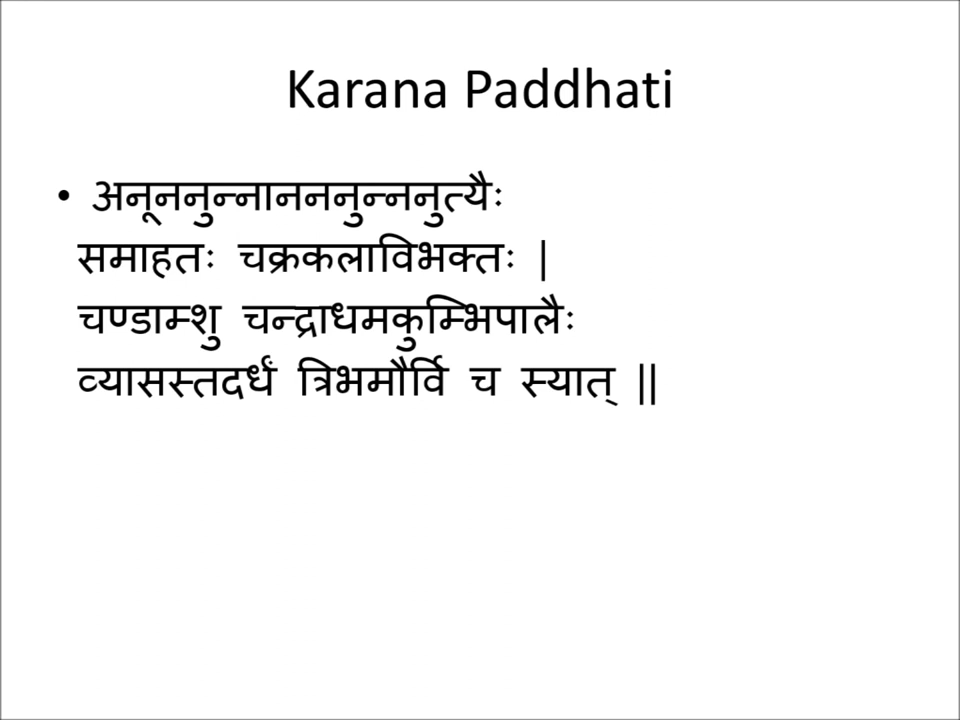 Karana Paddhati
• अनूननुन्नानननुन्ननुत्यैः
समाहतः चक्रकलाविभक्तः |
चण्डाम्शु चन्द्राधमकुम्भिपालैः
व्यासस्तदर्धं त्रिभमौर्वि च स्यात् ||